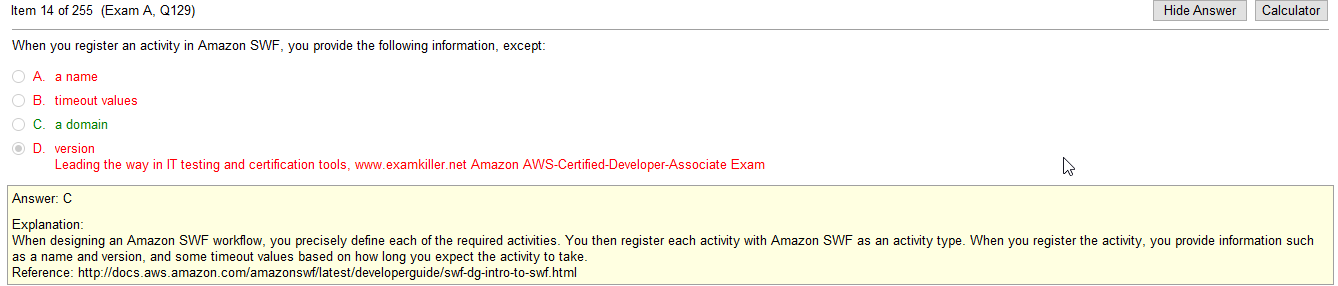 Item 14 of 255 (Exam A, Q129)
Hide Answer
Calculator
When you register an activity in Amazon SWF, you provide the following information, except:
A. a name
B. timeout values
C. a domain
D. version
Leading the way in IT testing and certification tools, www.examkiller.net Amazon AWS-Certified-Developer-Associate Exam
Answer: C
Explanation:
When designing an Amazon SWF workflow, you precisely define each of the required activities. You then register each activity with Amazon SWF as an activity type. When you register the activity, you provide information such
as a name and version, and some timeout values based on how long you expect the activity to take.
Reference: http://docs.aws.amazon.com/amazonswf/latest/developerguide/swf-dg-intro-to-swf.html